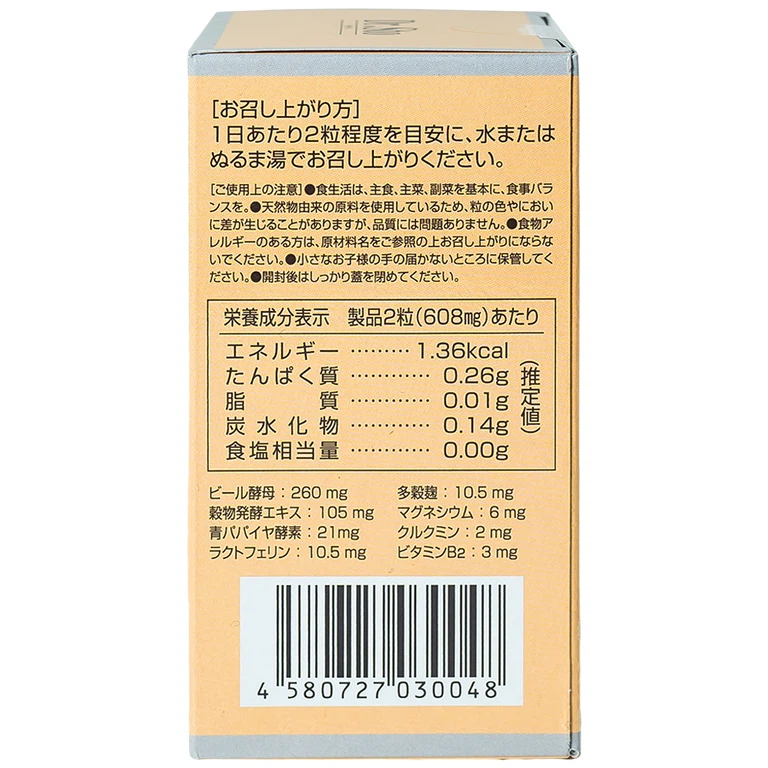 [お召し上がり方]
1日あたり2粒程度を目安に、水または
ぬるま湯でお召し上がりください。
[ご使用上の注意]●食生活は、主食、主菜、副菜を基本に、食事バラ
ンスを。●天然物由来の原料を使用しているため、粒の色やにおい
に差が生じることがありますが、品質には問題ありません。●食物ア
レルギーのある方は、原材料名をご参照の上お召し上がりにならな
いでください。●小さなお子様の手の届かないところに保管してく
ださい。●開封後はしっかり蓋を閉めてください。
栄養成分表示 製品2粒(608mg)あたり
エネルギー………1.36kcal
たんぱく質…………0.26g
脂質…………0.01g
炭水化物…………0.14g
食塩相当量…………0.00g
(推定値)
ビール酵母：260 mg 多穀麹：10.5 mg
穀物発酵エキス：105 mg マグネシウム：6 mg
青パパイヤ酵素：21mg クルクミン：2 mg
ラクトフェリン：10.5 mg ビタミンB2：3 mg
4 580727 030048